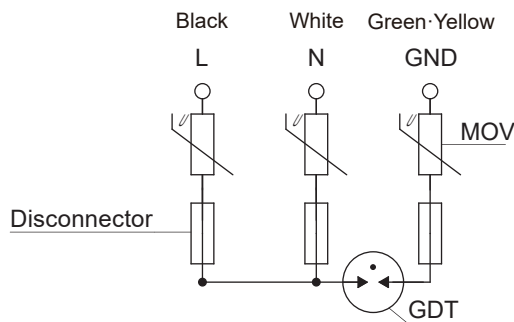 Black White Green·Yellow
L N GND
MOV
Disconnector
GDT